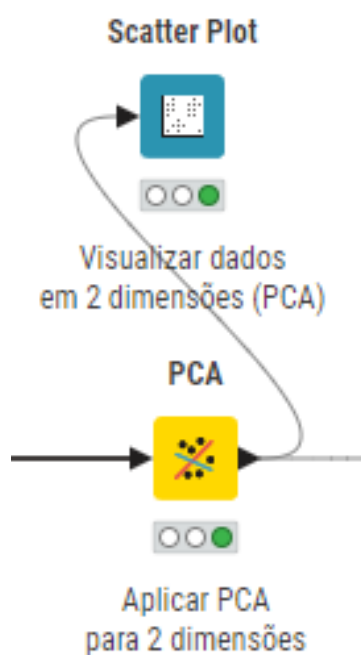 Scatter Plot
Visualizar dados
em 2 dimensões (PCA)
PCA
Aplicar PCA
para 2 dimensões